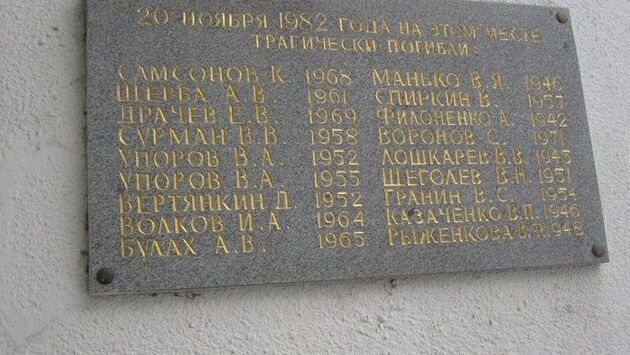 20 НОЯБРЯ 1982 ГОДА НА ЭТОМ МЕСТЕ
ТРАГИЧЕСКИ ПОГИБЛИ:
САМСОНОВ К. 1968 МАНЬКО В.Я. 1946
ЩЕРБА А.В. 1961 СПИРКИН В. 1957
ДРАЧЕВ Е.В. 1969 ФИЛОНЕНКО А. 1942
СУРМАН В.В. 1958 ВОРОНОВ С. 1971
УПОРОВ В.А. 1952 ЛОШКАРЕВ В.В. 1945
УПОРОВ В.А. 1955 ЩЕГОЛЕВ В.Н. 1951
ВЕРТЯНКИН Д. 1952 ГРАНИН В.С. 1954
ВОЛКОВ И.А. 1964 КАЗАЧЕНКО В.П. 1946
БУЛАХ А.В. 1965 РЫЖЕНКОВА В.Ф. 1948